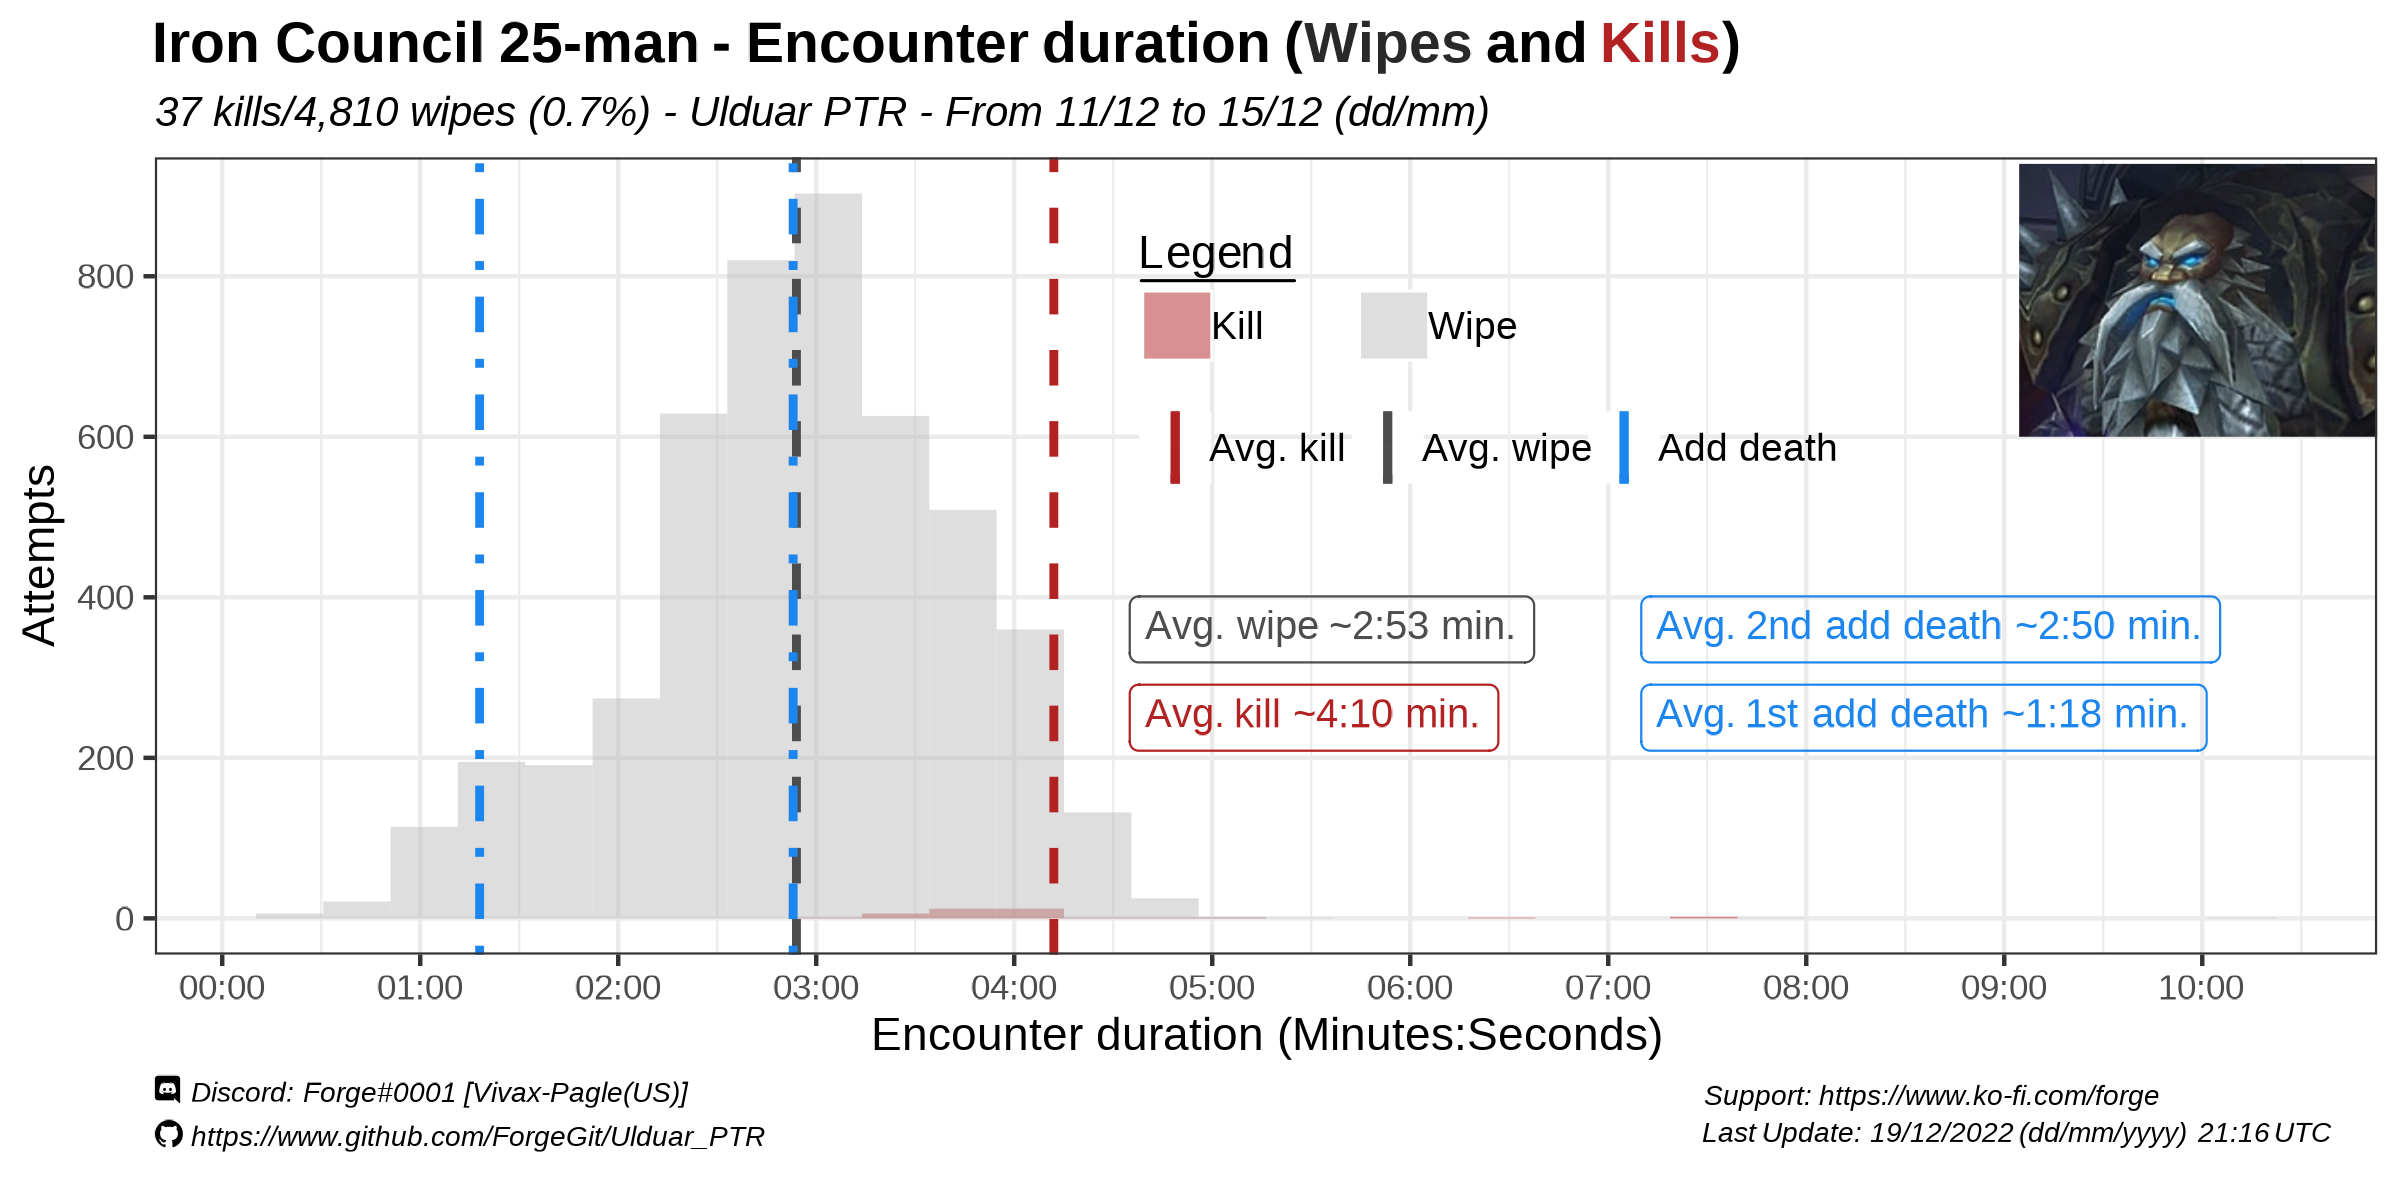 Iron Council 25-man - Encounter duration (Wipes and Kills)
37 kills/4,810 wipes (0.7%) - Ulduar PTR - From 11/12 to 15/12 (dd/mm)
Attempts
800
600
400
200
0
Legend
Kill
Wipe
Avg. kill
Avg. wipe
Add death
Avg. wipe ~2:53 min.
Avg. 2nd add death ~2:50 min.
Avg. kill ~4:10 min.
Avg. 1st add death ~1:18 min.
00:00 01:00 02:00 03:00 04:00 05:00 06:00 07:00 08:00 09:00 10:00
Encounter duration (Minutes:Seconds)
Discord: Forge#0001 [Vivax-Pagle(US)]
https://www.github.com/ForgeGit/Ulduar_PTR
Support: https://www.ko-fi.com/forge
Last Update: 19/12/2022 (dd/mm/yyyy) 21:16 UTC